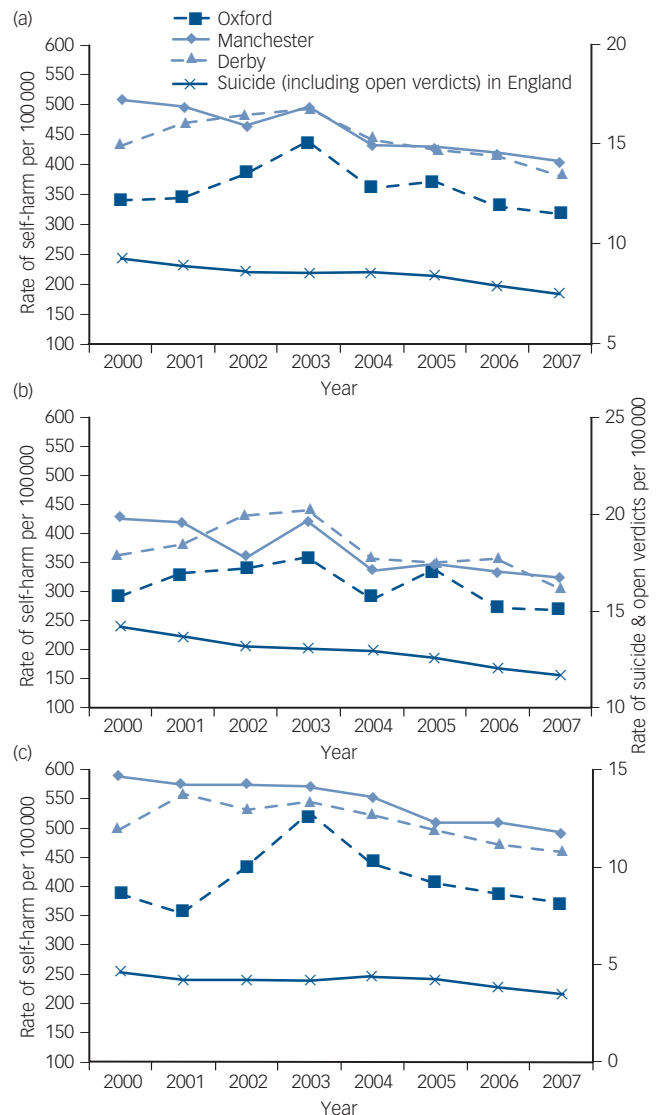 (a)
Oxford
Manchester
Derby
Suicide (including open verdicts) in England
Rate of self-harm per 100 000
600
550
500
450
400
350
300
250
200
150
100
20
15
10
5
2000 2001 2002 2003 2004 2005 2006 2007
Year
(b)
Rate of self-harm per 100 000
600
550
500
450
400
350
300
250
200
150
100
25
20
15
10
Rate of suicide & open verdicts per 100 000
2000 2001 2002 2003 2004 2005 2006 2007
Year
(c)
Rate of self-harm per 100 000
600
550
500
450
400
350
300
250
200
150
100
15
10
5
0
2000 2001 2002 2003 2004 2005 2006 2007
Year